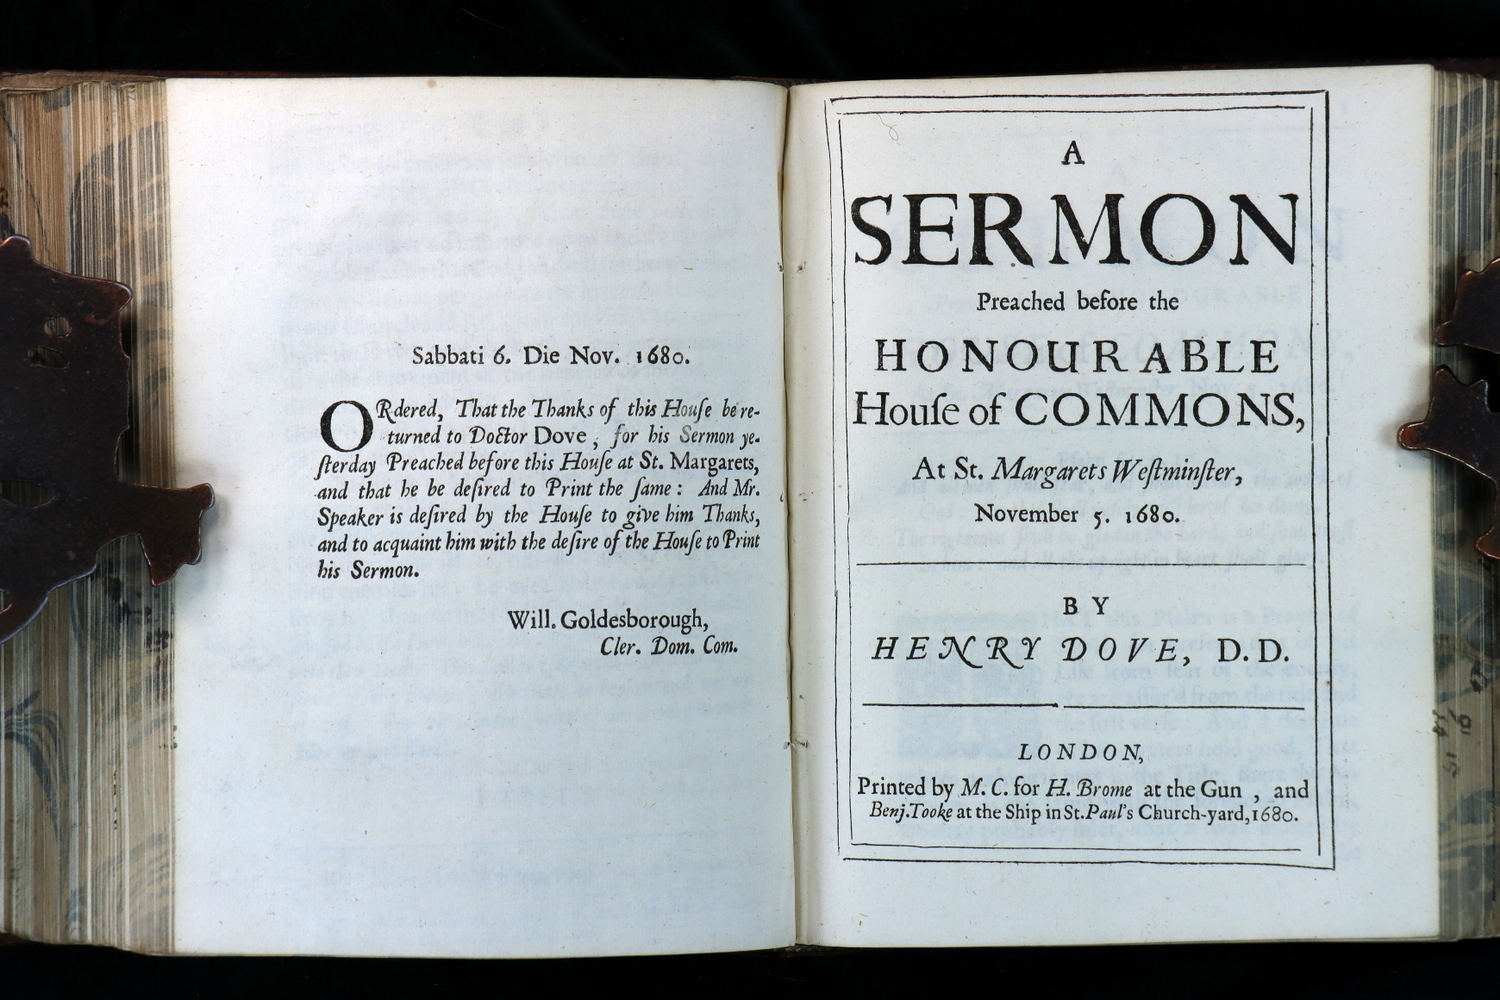 Sabbati 6. Die Nov. 1680.
ORdered, That the Thanks of this Houſe be re-
turned to Doctor Dove, for his Sermon ye-
ſterday Preached before this Houſe at St. Margarets,
and that he be deſired to Print the ſame: And Mr.
Speaker is deſired by the Houſe to give him Thanks,
and to acquaint him with the deſire of the Houſe to Print
his Sermon.
Will. Goldesborough,
Cler. Dom. Com.
A
SERMON
Preached before the
HONOURABLE
Houſe of COMMONS,
At St. Margarets Weſtminſter,
November 5. 1680.
BY
HENRY DOVE, D.D.
LONDON,
Printed by M. C. for H. Brome at the Gun, and
Benj. Tooke at the Ship in St. Paul's Church-yard, 1680.